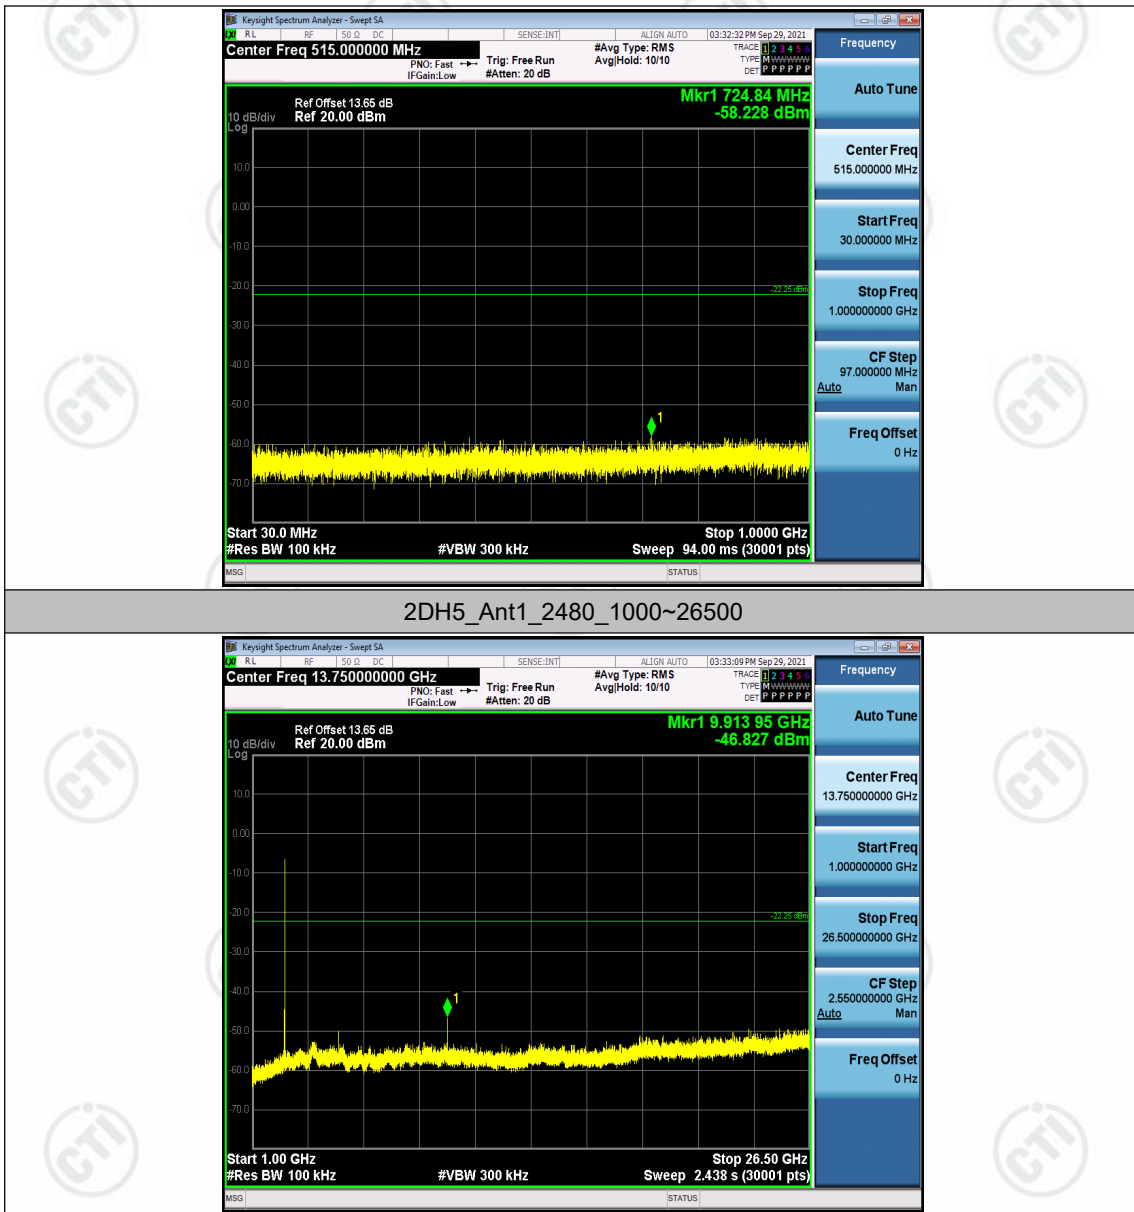 Keysight Spectrum Analyzer - Swept SA
LXI RL RF 50 Ω DC SENSE:INT ALIGN AUTO 03:32:32 PM Sep 29, 2021
Center Freq 515.000000 MHz
PNO: Fast
IFGain:Low
Trig: Free Run
#Atten: 20 dB
#Avg Type: RMS
Avg|Hold: 10/10
TRACE 1 2 3 4 5 6
TYPE M WWWWW
DET P P P P P P
Mkr1 724.84 MHz
-58.228 dBm
Ref Offset 13.65 dB
10 dB/div Ref 20.00 dBm
Log
10.0
0.00
-10.0
-20.0
-22.25 dBm
-30.0
-40.0
-50.0
1
-60.0
-70.0
Start 30.0 MHz Stop 1.0000 GHz
#Res BW 100 kHz #VBW 300 kHz Sweep 94.00 ms (30001 pts)
MSG STATUS
Frequency
Auto Tune
Center Freq
515.000000 MHz
Start Freq
30.000000 MHz
Stop Freq
1.000000000 GHz
CF Step
97.000000 MHz
Auto Man
Freq Offset
0 Hz
2DH5_Ant1_2480_1000~26500
Keysight Spectrum Analyzer - Swept SA
LXI RL RF 50 Ω DC SENSE:INT ALIGN AUTO 03:33:09 PM Sep 29, 2021
Center Freq 13.750000000 GHz
PNO: Fast
IFGain:Low
Trig: Free Run
#Atten: 20 dB
#Avg Type: RMS
Avg|Hold: 10/10
TRACE 1 2 3 4 5 6
TYPE M WWWWW
DET P P P P P P
Mkr1 9.913 95 GHz
-46.827 dBm
Ref Offset 13.65 dB
10 dB/div Ref 20.00 dBm
Log
10.0
0.00
-10.0
-20.0
-22.25 dBm
-30.0
-40.0
1
-50.0
-60.0
-70.0
Start 1.00 GHz Stop 26.50 GHz
#Res BW 100 kHz #VBW 300 kHz Sweep 2.438 s (30001 pts)
MSG STATUS
Frequency
Auto Tune
Center Freq
13.750000000 GHz
Start Freq
1.000000000 GHz
Stop Freq
26.500000000 GHz
CF Step
2.550000000 GHz
Auto Man
Freq Offset
0 Hz
CTI
CTI
CTI
CTI
CTI
CTI
CTI
CTI